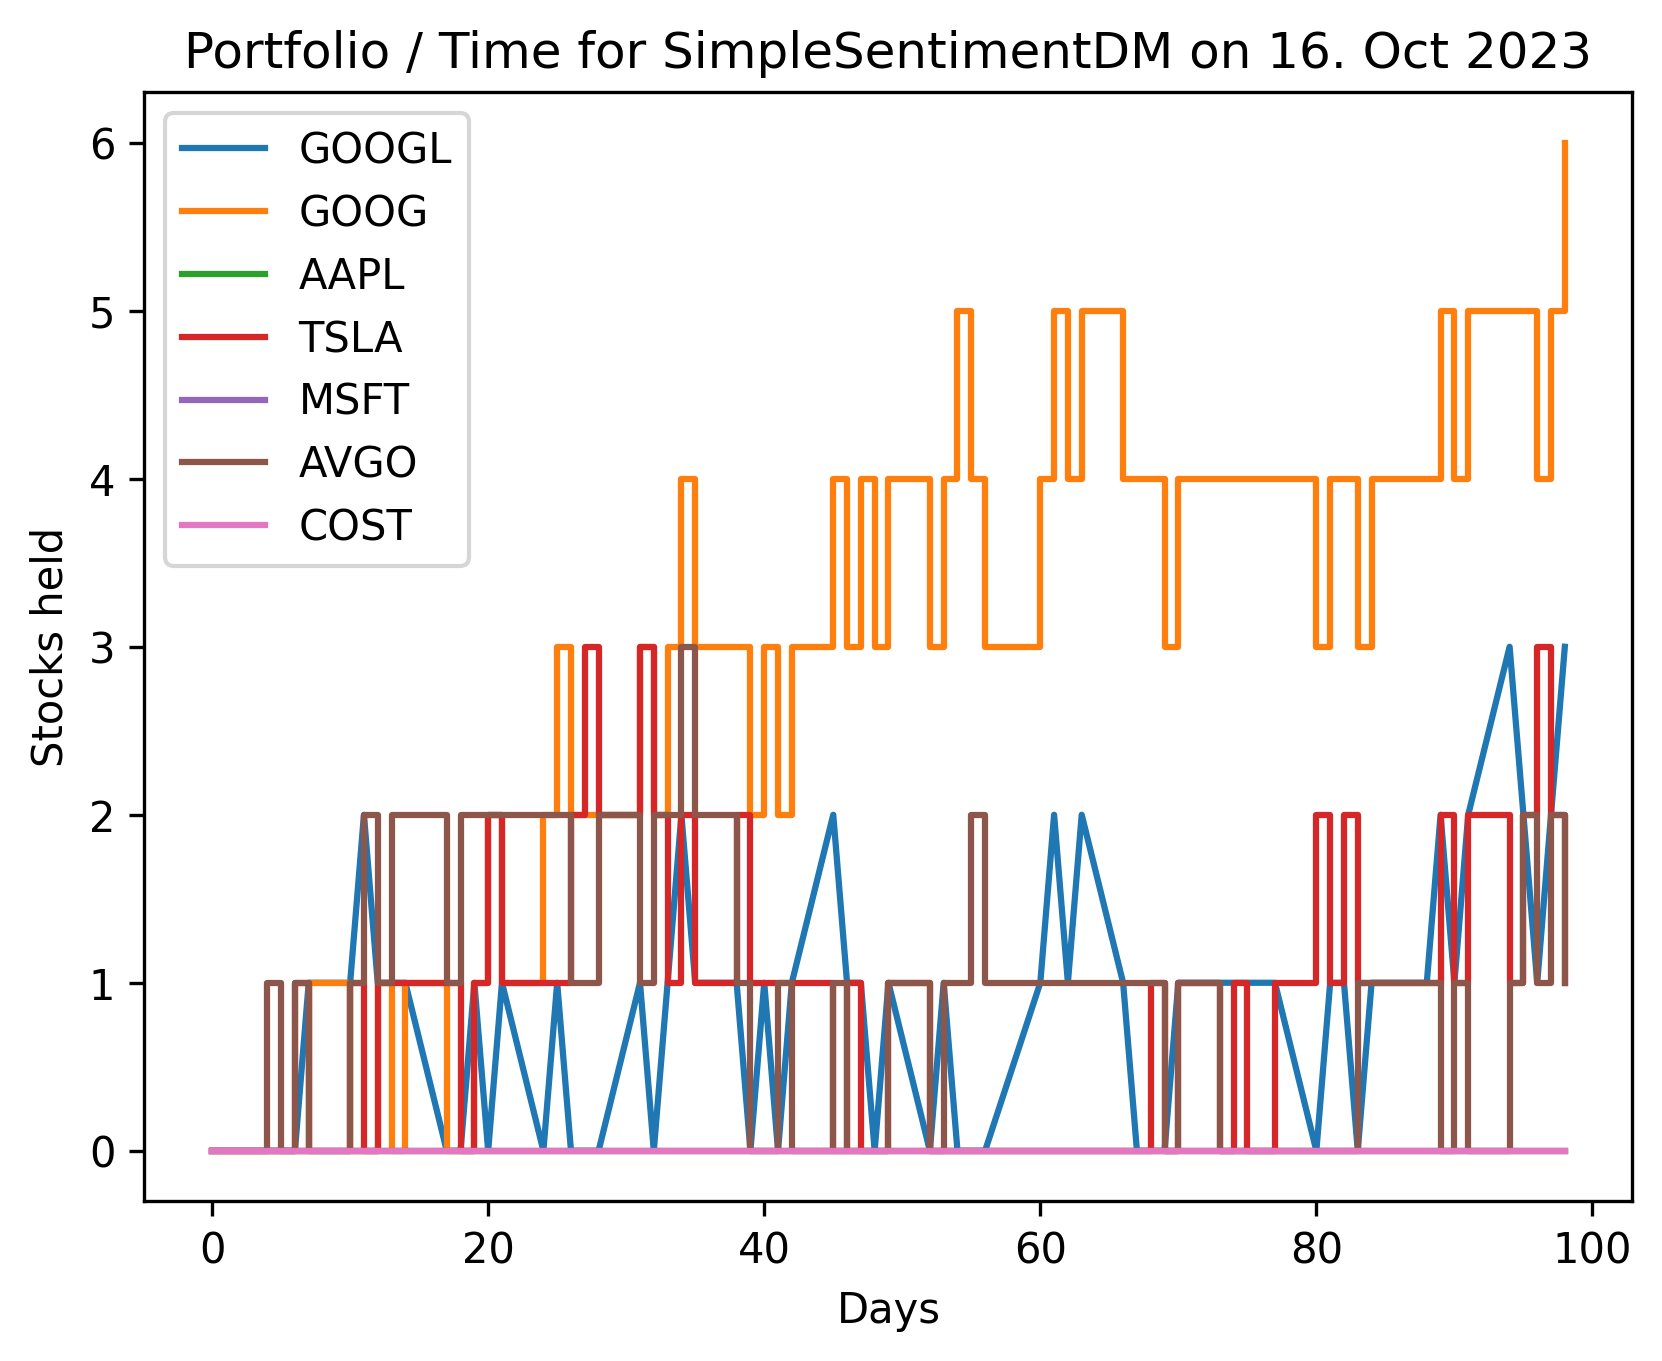 Portfolio / Time for SimpleSentimentDM on 16. Oct 2023
GOOGL
GOOG
AAPL
TSLA
MSFT
AVGO
COST
6
5
4
3
2
1
0
Stocks held
0 20 40 60 80 100
Days